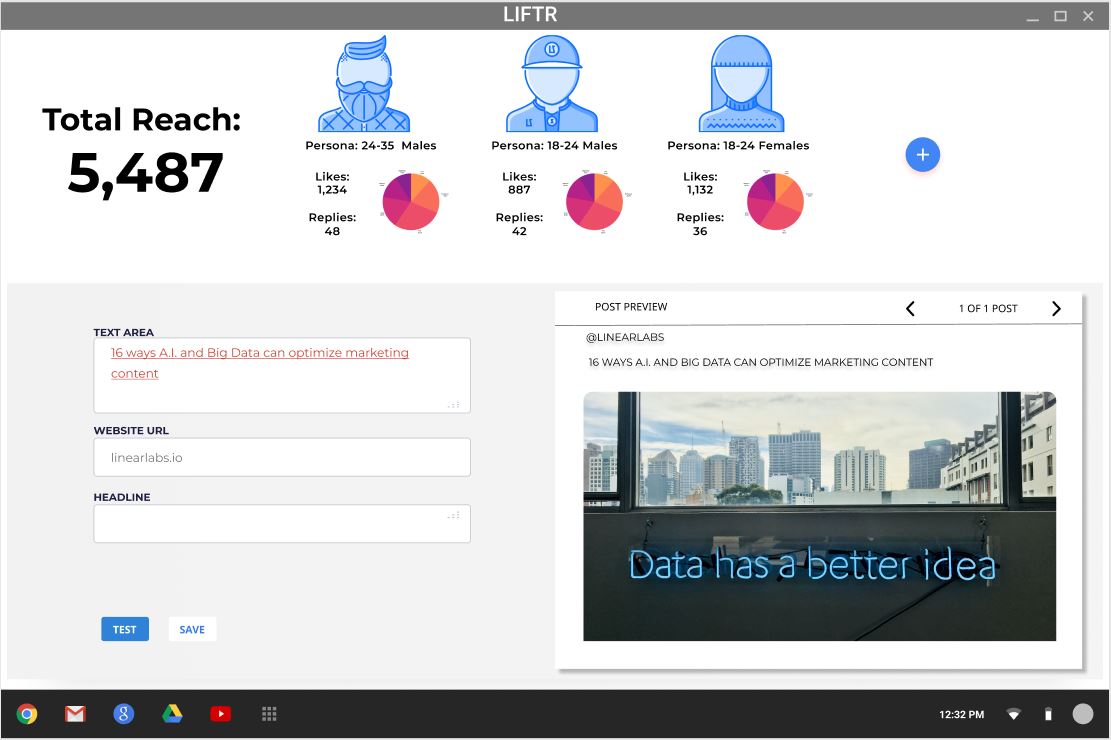 LIFTR
Total Reach:
5,487
Persona: 24-35 Males
Likes:
1,234
Replies:
48
Persona: 18-24 Males
Likes:
887
Replies:
42
Persona: 18-24 Females
Likes:
1,132
Replies:
36
TEXT AREA
16 ways A.I. and Big Data can optimize marketing
content
WEBSITE URL
linearlabs.io
HEADLINE
TEST
SAVE
POST PREVIEW
1 OF 1 POST
@LINEARLABS
16 WAYS A.I. AND BIG DATA CAN OPTIMIZE MARKETING CONTENT
Data has a better idea
12:32 PM